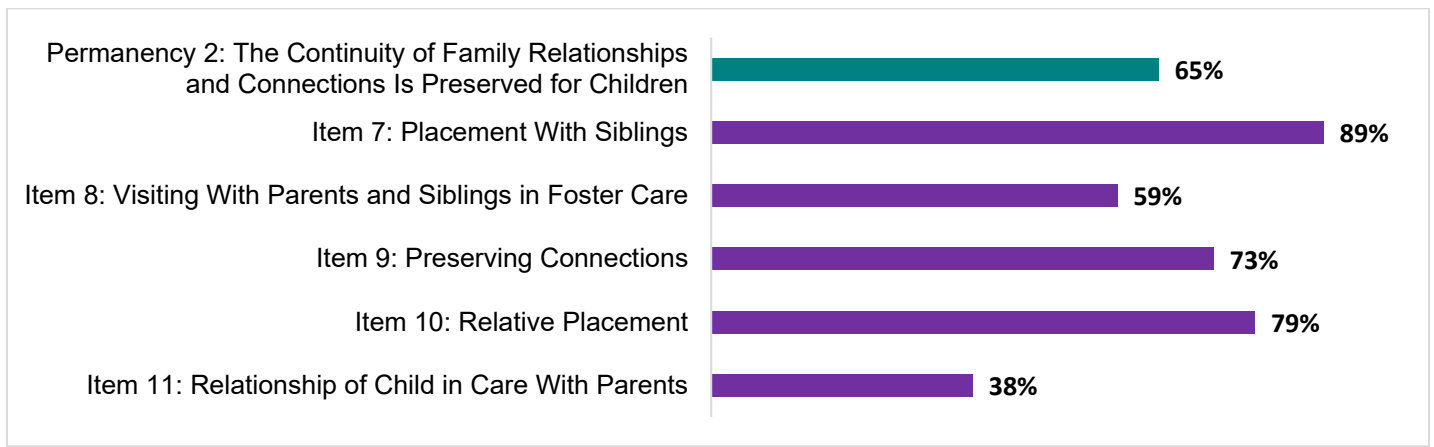 Permanency 2: The Continuity of Family Relationships
and Connections Is Preserved for Children
65%
Item 7: Placement With Siblings
89%
Item 8: Visiting With Parents and Siblings in Foster Care
59%
Item 9: Preserving Connections
73%
Item 10: Relative Placement
79%
Item 11: Relationship of Child in Care With Parents
38%